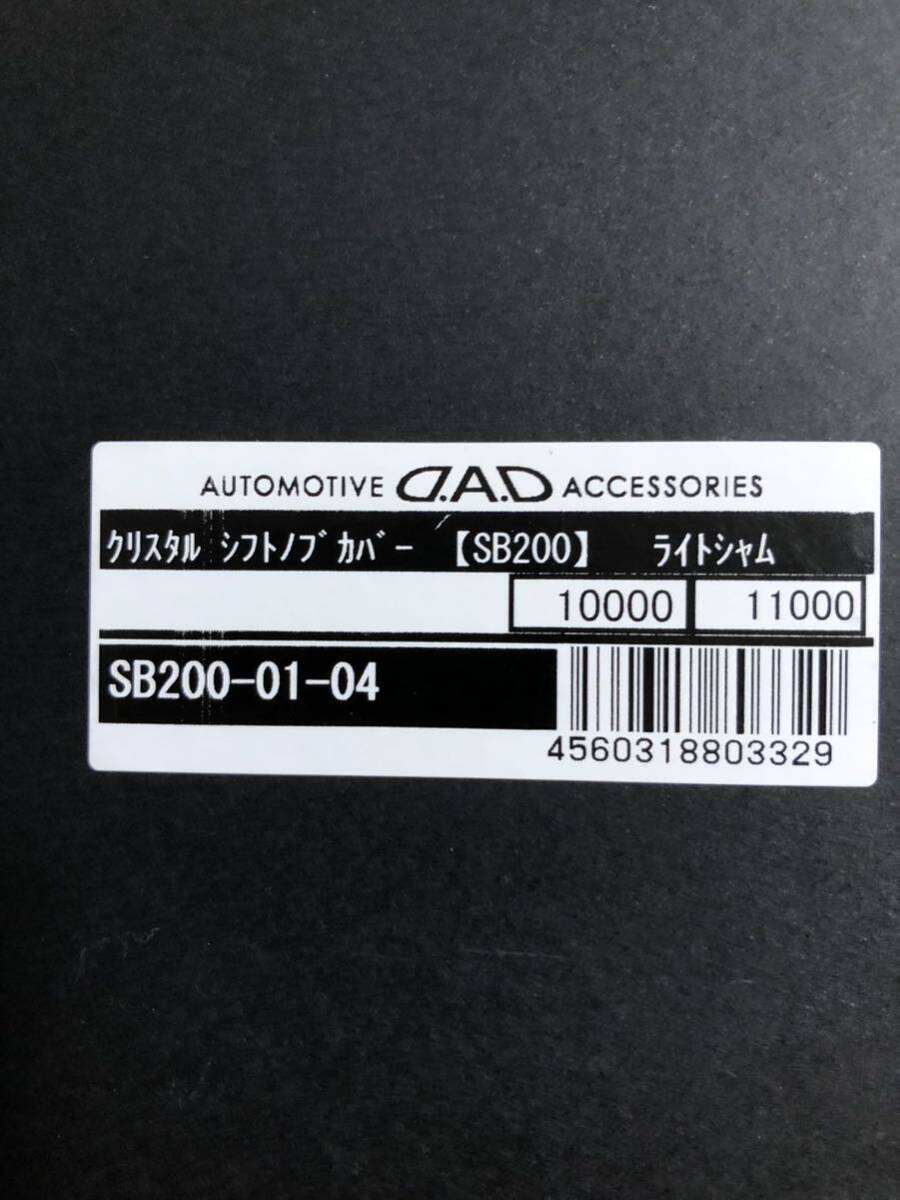 AUTOMOTIVE D.A.D ACCESSORIES
クリスタル シフトノブ カバー 【SB200】 ライトシャム
10000 11000
SB200-01-04
4560318803329